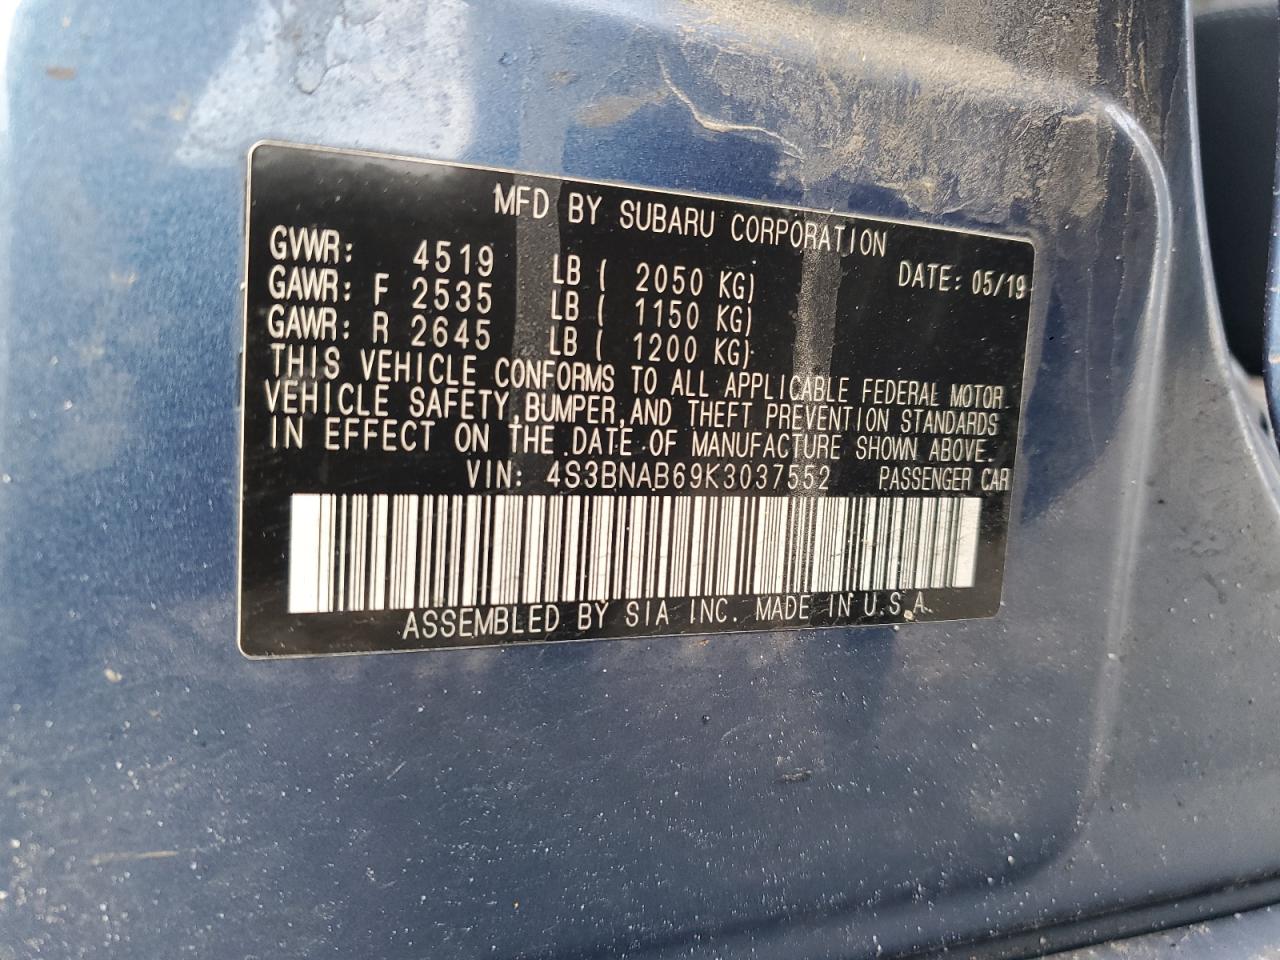 MFD BY SUBARU CORPORATION
GVWR: 4519 LB ( 2050 KG) DATE: 05/19
GAWR: F 2535 LB ( 1150 KG)
GAWR: R 2645 LB ( 1200 KG)
THIS VEHICLE CONFORMS TO ALL APPLICABLE FEDERAL MOTOR
VEHICLE SAFETY,BUMPER,AND THEFT PREVENTION STANDARDS
IN EFFECT ON THE DATE OF MANUFACTURE SHOWN ABOVE.
VIN: 4S3BNAB69K3037552 PASSENGER CAR
ASSEMBLED BY SIA INC. MADE IN U.S.A.